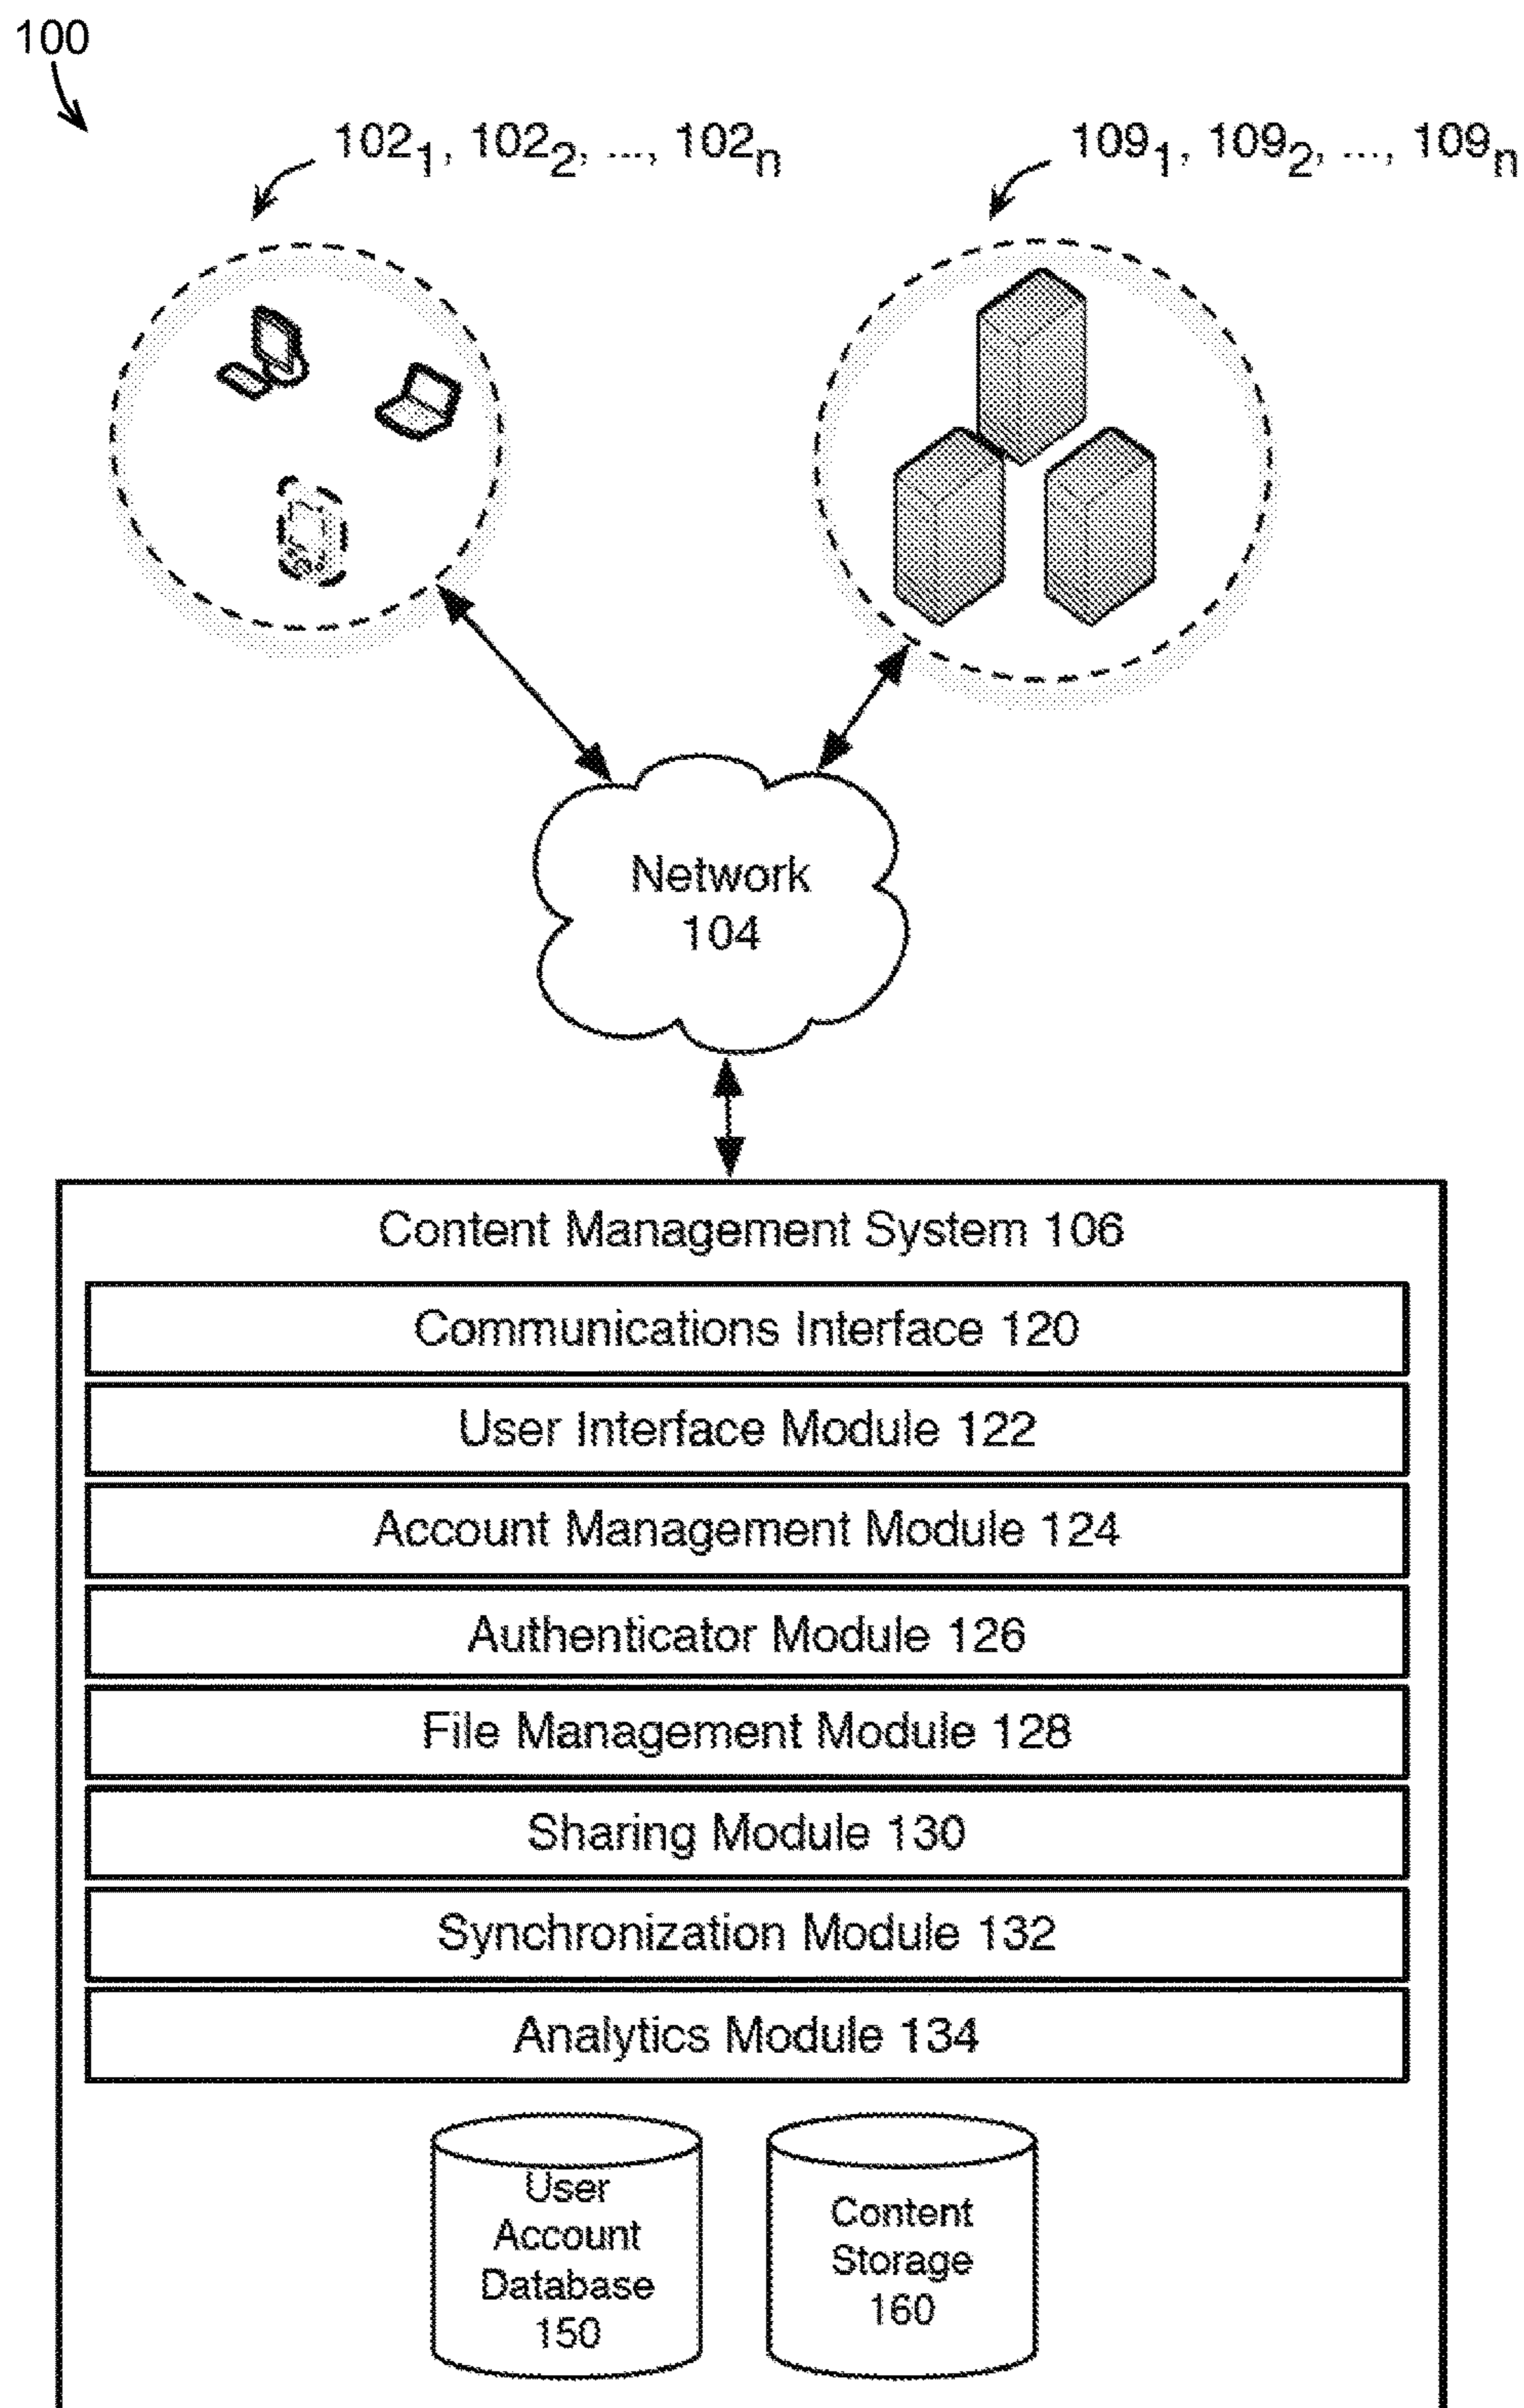 100
102₁, 102₂, ..., 102ₙ
109₁, 109₂, ..., 109ₙ
Network
104
Content Management System 106
Communications Interface 120
User Interface Module 122
Account Management Module 124
Authenticator Module 126
File Management Module 128
Sharing Module 130
Synchronization Module 132
Analytics Module 134
User
Account
Database
150
Content
Storage
160